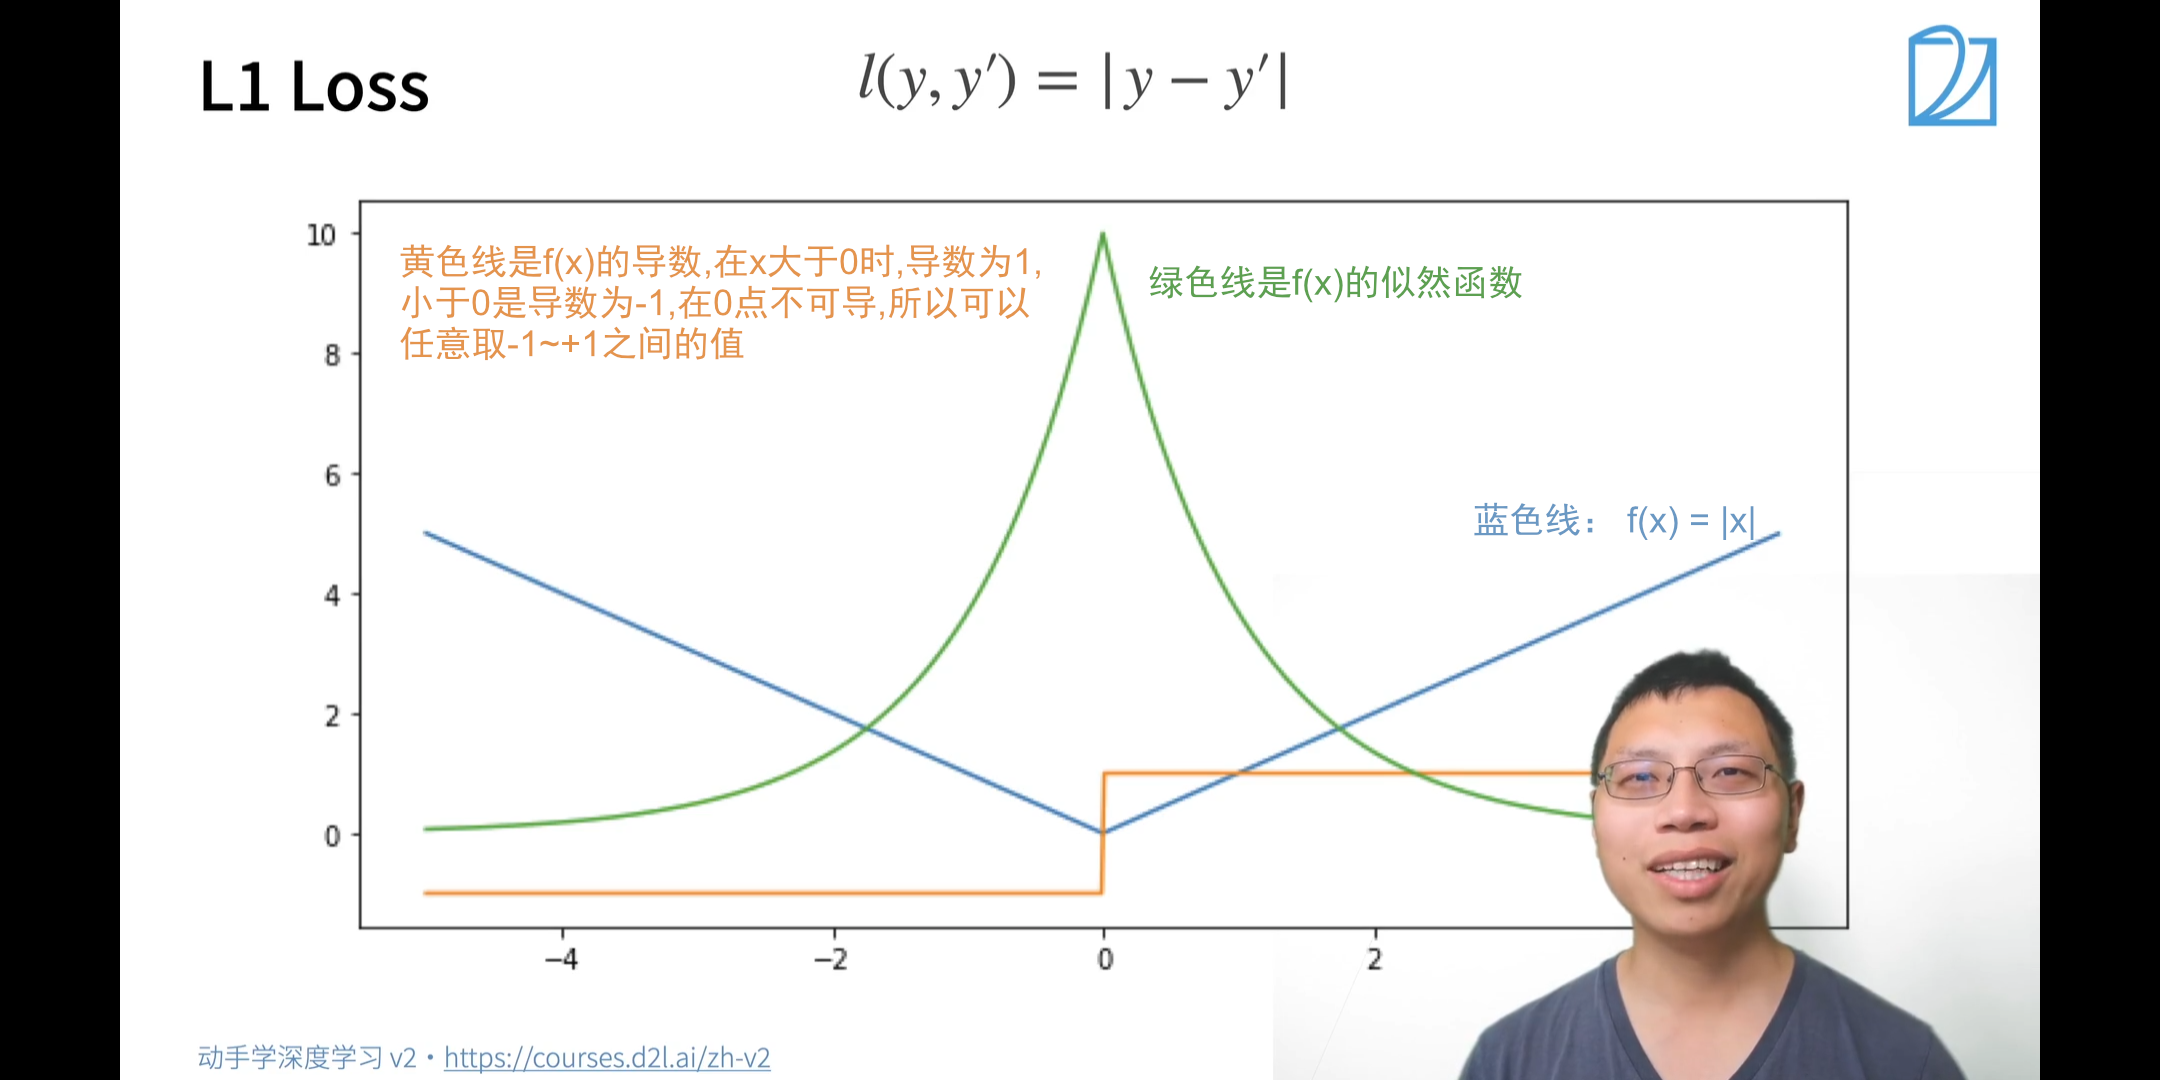 L1 Loss
l(y, y′) = | y − y′|
10
黄色线是f(x)的导数,在x大于0时,导数为1,
小于0是导数为-1,在0点不可导,所以可以
任意取-1~+1之间的值
绿色线是f(x)的似然函数
8
6
蓝色线： f(x) = |x|
4
2
0
−4
−2
0
2
动手学深度学习 v2 · https://courses.d2l.ai/zh-v2